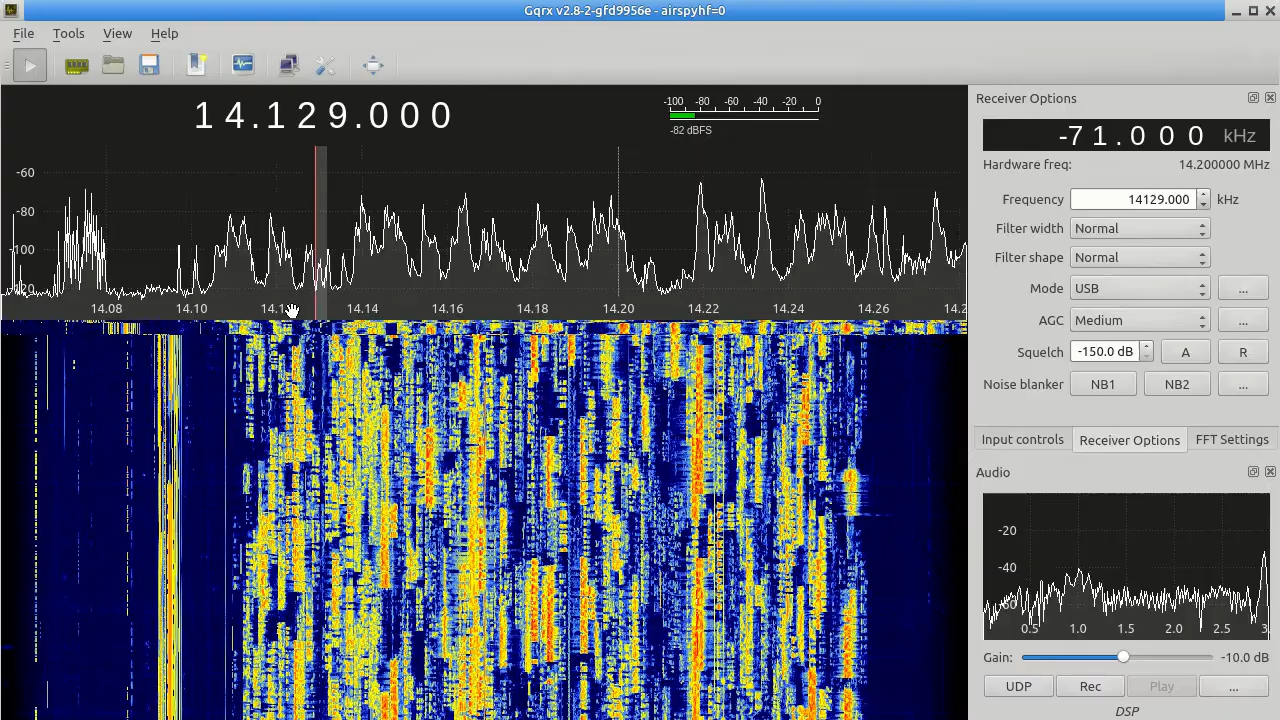 Gqrx v2.8-2-gfd9956e - airspyhf=0
File Tools View Help
14.129.000
-100 -80 -60 -40 -20 0
-82 dBFS
-60
-80
-100
14.08 14.10 14.14 14.16 14.18 14.20 14.22 14.24 14.26
Receiver Options
-71.000 kHz
Hardware freq: 14.200000 MHz
Frequency 14129.000 kHz
Filter width Normal
Filter shape Normal
Mode USB ...
AGC Medium ...
Squelch -150.0 dB A R
Noise blanker NB1 NB2 ...
Input controls Receiver Options FFT Settings
Audio
-20
-40
-60
0.5 1.0 1.5 2.0 2.5
Gain: -10.0 dB
UDP Rec Play ...
DSP